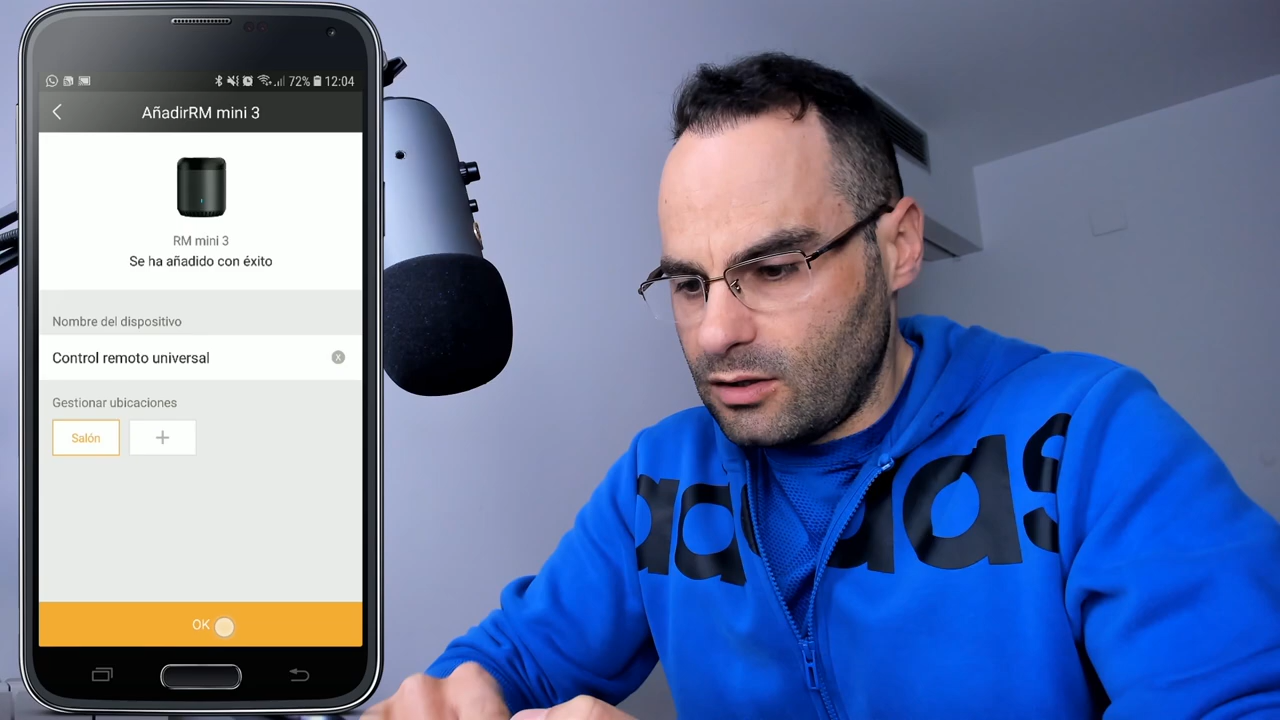 72% 12:04
AñadirRM mini 3
RM mini 3
Se ha añadido con éxito
Nombre del dispositivo
Control remoto universal
x
Gestionar ubicaciones
Salón
+
OK
adidas